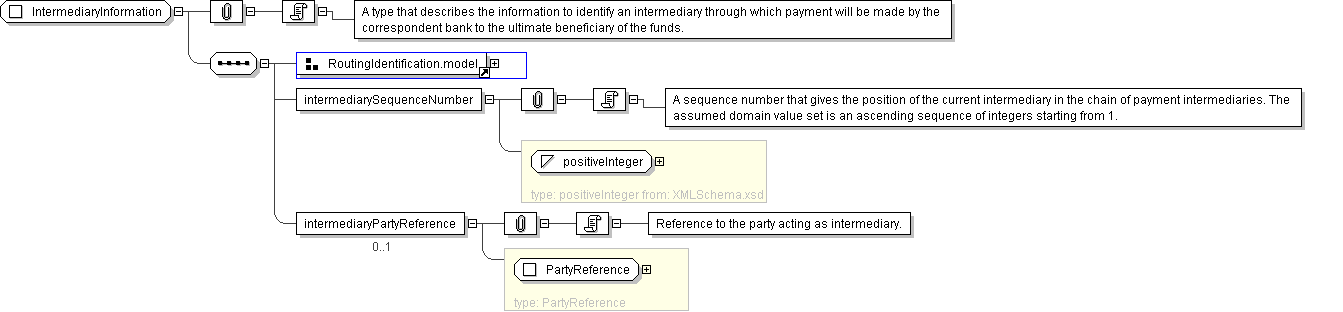 IntermediaryInformation
A type that describes the information to identify an intermediary through which payment will be made by the
correspondent bank to the ultimate beneficiary of the funds.
RoutingIdentification.model
intermediarySequenceNumber
A sequence number that gives the position of the current intermediary in the chain of payment intermediaries. The
assumed domain value set is an ascending sequence of integers starting from 1.
positiveInteger
type: positiveInteger from: XMLSchema.xsd
intermediaryPartyReference
Reference to the party acting as intermediary.
0..1
PartyReference
type: PartyReference